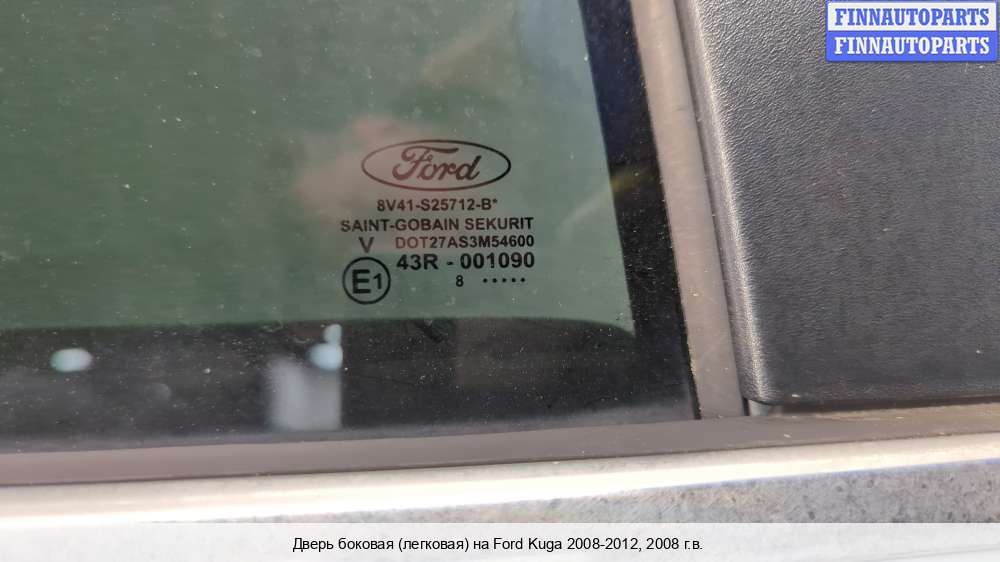 FINNAUTOPARTS
FINNAUTOPARTS
Ford
8V41-S25712-B*
SAINT-GOBAIN SEKURIT
V DOT27AS3M54600
E1 43R - 001090
8 •••••
Дверь боковая (легковая) на Ford Kuga 2008-2012, 2008 г.в.